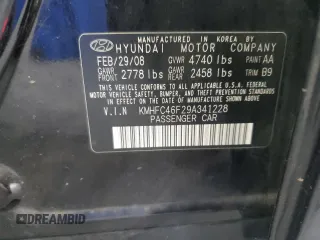 MANUFACTURED IN KOREA
HYUNDAI MOTOR COMPANY
FEB/29/08 GVWR 4740 lbs PAINT AA
GAWR FRONT 2778 lbs GAWR REAR 2458 lbs TRIM B9
THIS VEHICLE CONFORMS TO ALL APPLICABLE
U.S. FEDERAL MOTOR VEHICLE SAFETY, BUMPER,
AND THEFT PREVENTION STANDARDS IN EFFECT
ON THE DATE OF MANUFACTURE SHOWN ABOVE.
V.I.N KMHFC46F29A341228
PASSENGER CAR
DREAMBID